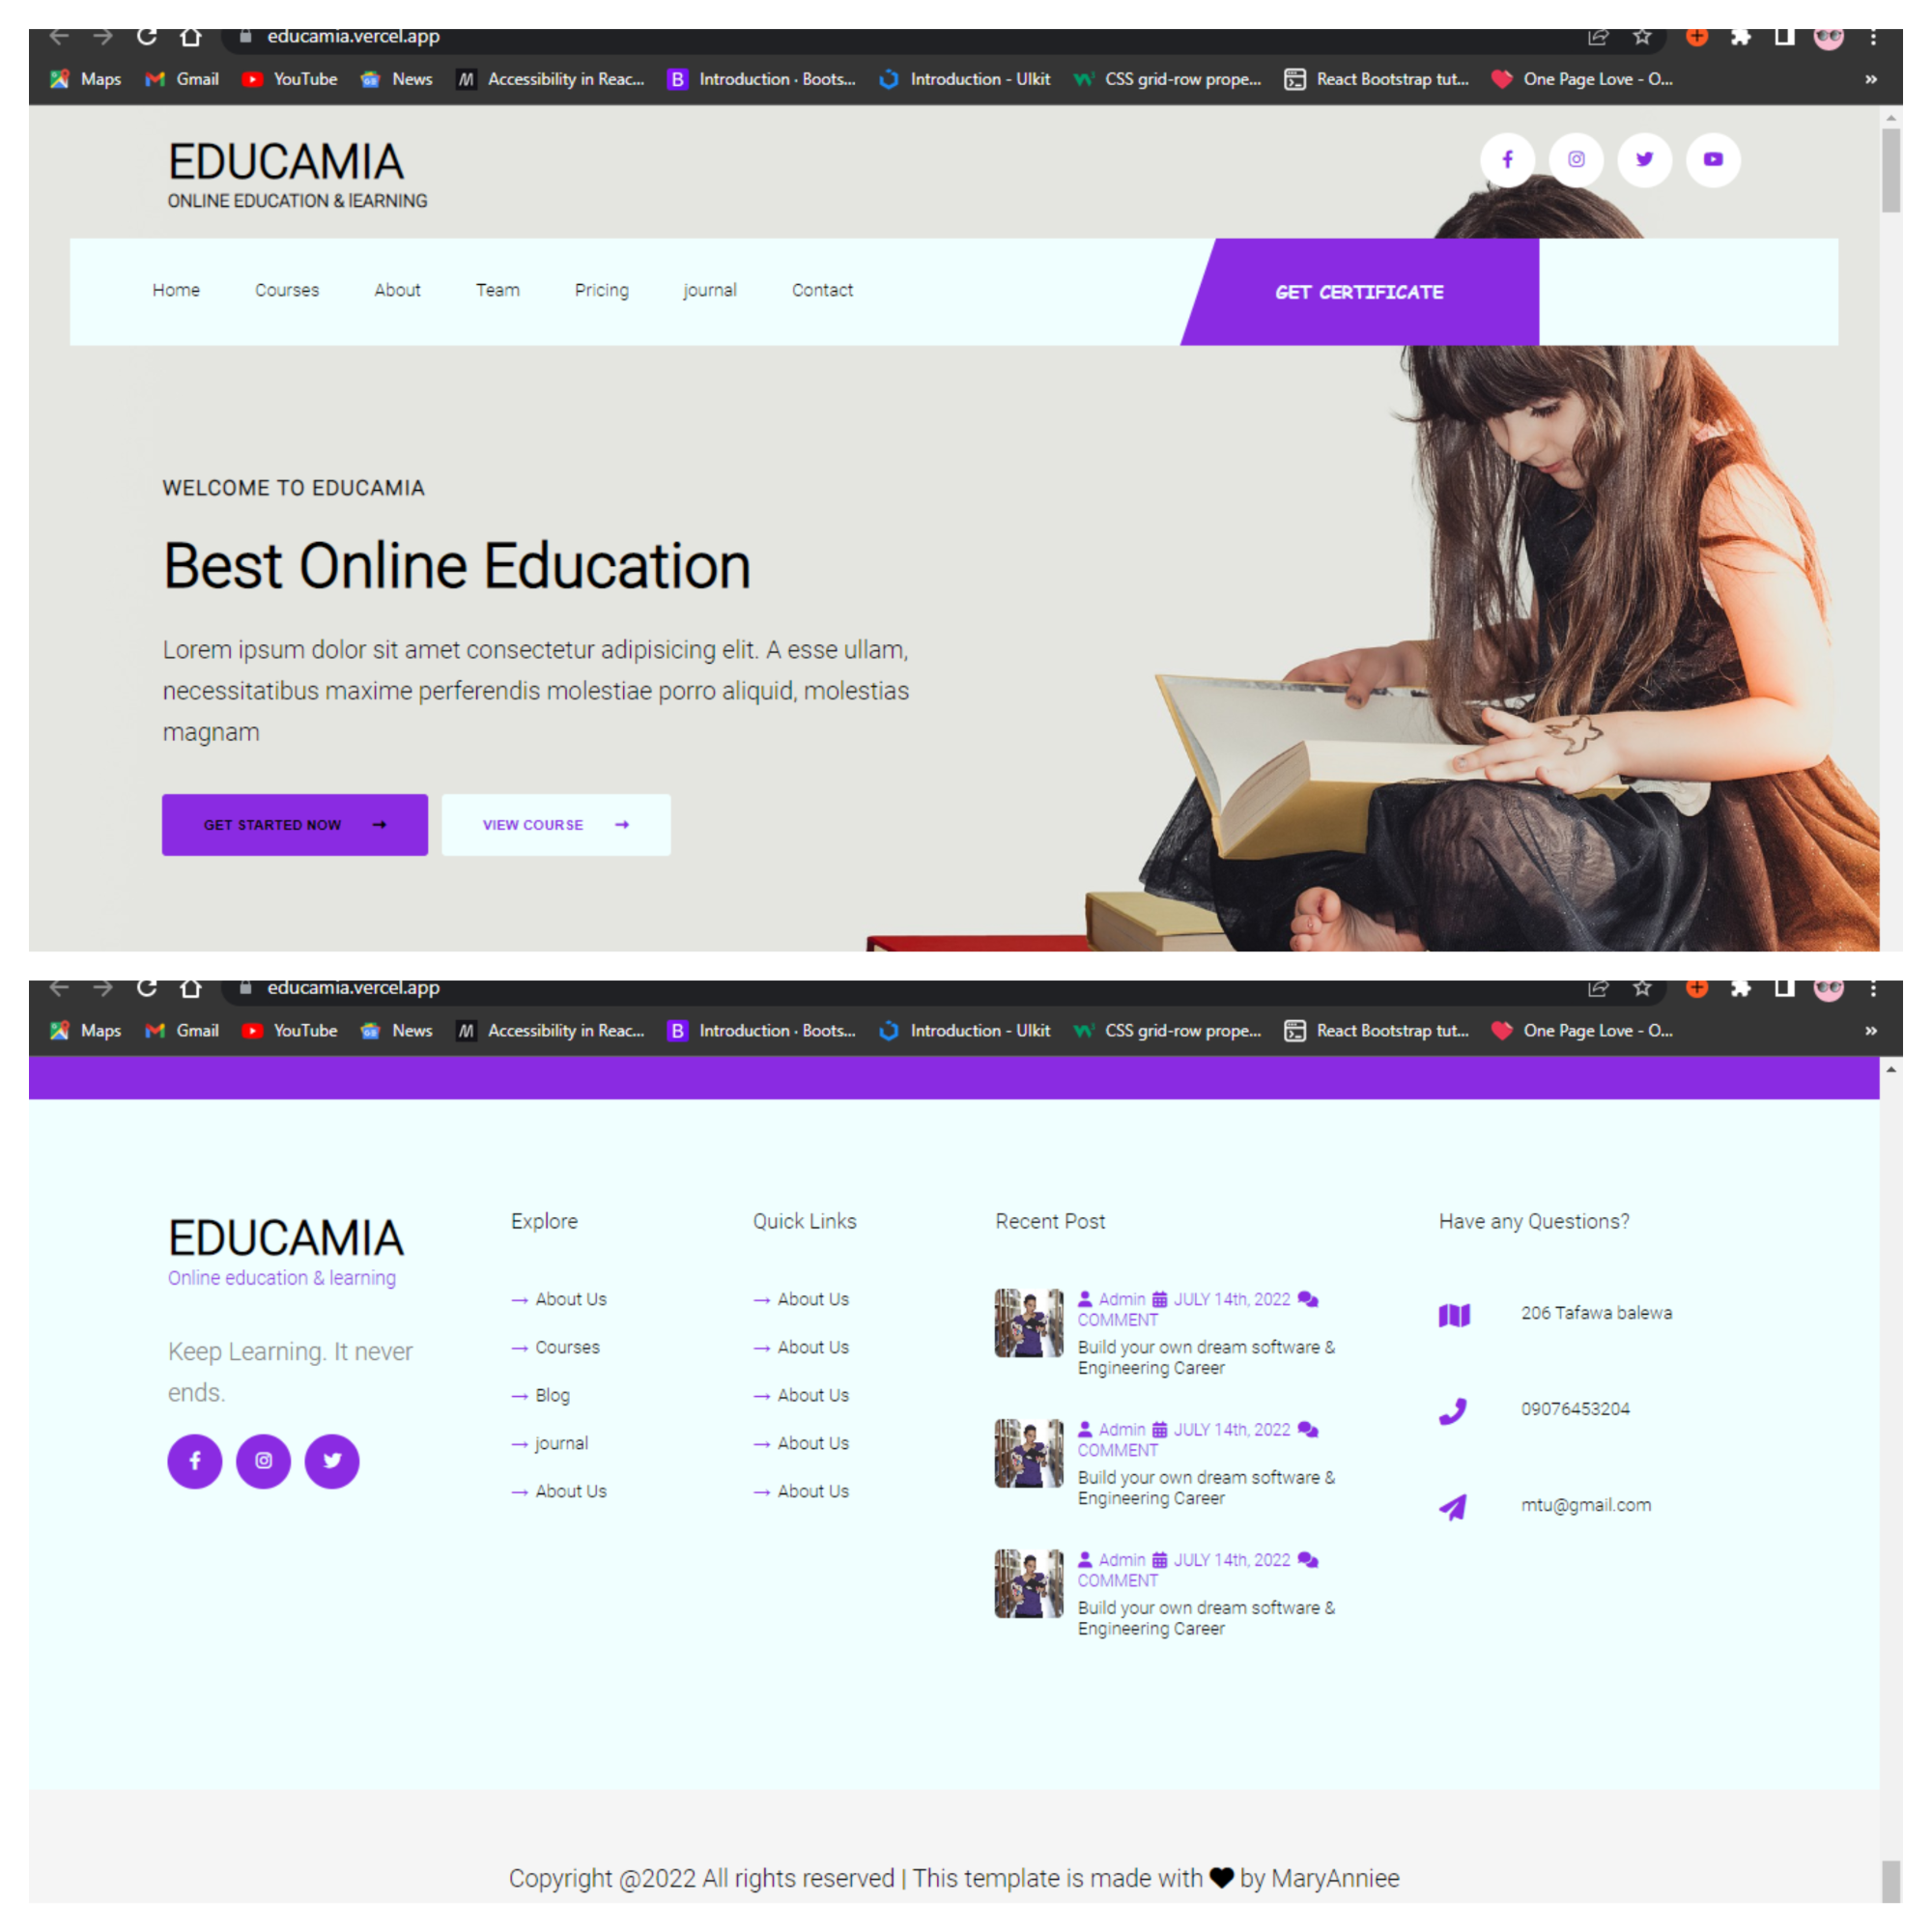 educamia.vercel.app
Maps Gmail YouTube News Accessibility in Reac... Introduction · Boots... Introduction - UIkit CSS grid-row prope... React Bootstrap tut... One Page Love - O... »
EDUCAMIA
ONLINE EDUCATION & lEARNING
Home Courses About Team Pricing journal Contact GET CERTIFICATE
WELCOME TO EDUCAMIA
Best Online Education
Lorem ipsum dolor sit amet consectetur adipisicing elit. A esse ullam,
necessitatibus maxime perferendis molestiae porro aliquid, molestias
magnam
GET STARTED NOW → VIEW COURSE →
educamia.vercel.app
Maps Gmail YouTube News Accessibility in Reac... Introduction · Boots... Introduction - UIkit CSS grid-row prope... React Bootstrap tut... One Page Love - O... »
EDUCAMIA
Online education & learning
Keep Learning. It never
ends.
Explore
→ About Us
→ Courses
→ Blog
→ journal
→ About Us
Quick Links
→ About Us
→ About Us
→ About Us
→ About Us
→ About Us
Recent Post
Admin JULY 14th, 2022
COMMENT
Build your own dream software &
Engineering Career
Admin JULY 14th, 2022
COMMENT
Build your own dream software &
Engineering Career
Admin JULY 14th, 2022
COMMENT
Build your own dream software &
Engineering Career
Have any Questions?
206 Tafawa balewa
09076453204
mtu@gmail.com
Copyright @2022 All rights reserved | This template is made with ♥ by MaryAnniee